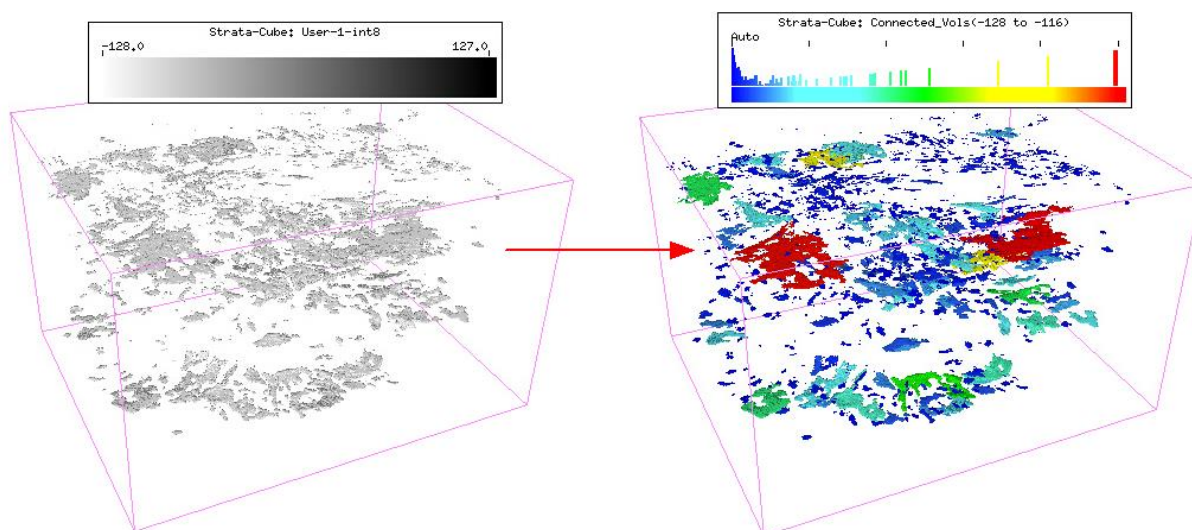 Strata-Cube: User-1-int8
-128.0 127.0
Strata-Cube: Connected_Vols(-128 to -116)
Auto